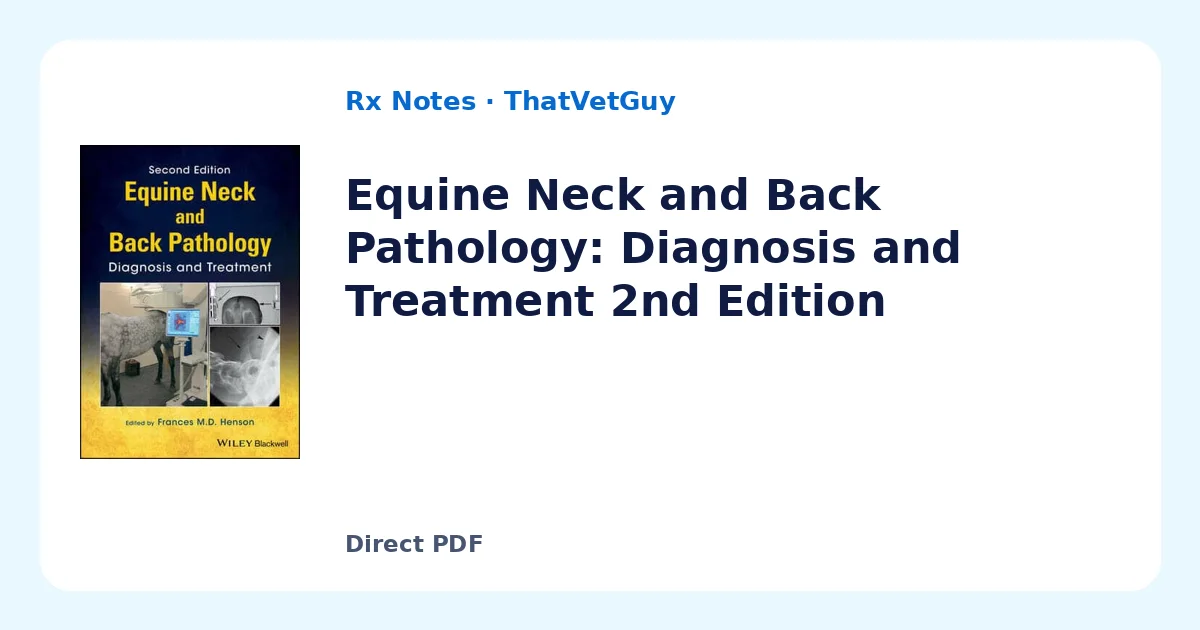 Rx Notes · ThatVetGuy
Second Edition
Equine Neck
and
Back Pathology
Diagnosis and Treatment
Edited by Frances M.D. Henson
WILEY Blackwell
Equine Neck and Back
Pathology: Diagnosis and
Treatment 2nd Edition
Direct PDF